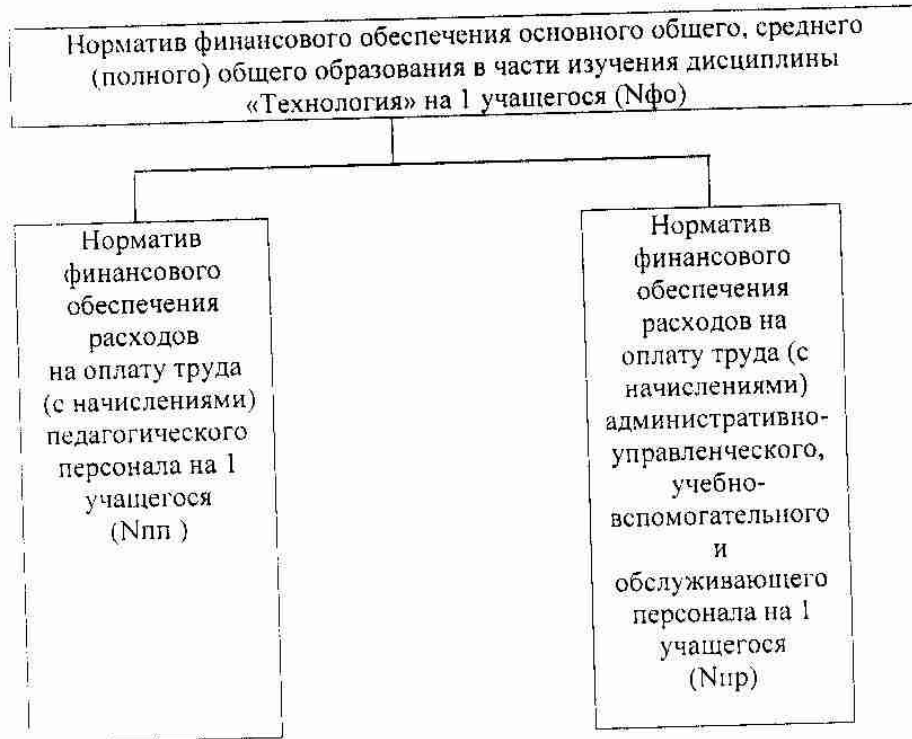 Норматив финансового обеспечения основного общего, среднего
(полного) общего образования в части изучения дисциплины
«Технология» на 1 учащегося (Nфо)
Норматив
финансового
обеспечения
расходов
на оплату труда
(с начислениями)
педагогического
персонала на 1
учащегося
(Nпп )
Норматив
финансового
обеспечения
расходов на
оплату труда (с
начислениями)
административно-
управленческого,
учебно-
вспомогательного
и
обслуживающего
персонала на 1
учащегося
(Nпр)